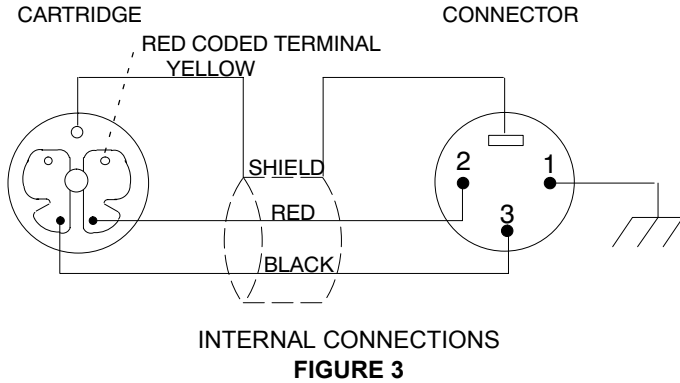 CARTRIDGE
CONNECTOR
RED CODED TERMINAL
YELLOW
SHIELD
2
1
RED
3
BLACK
INTERNAL CONNECTIONS
FIGURE 3